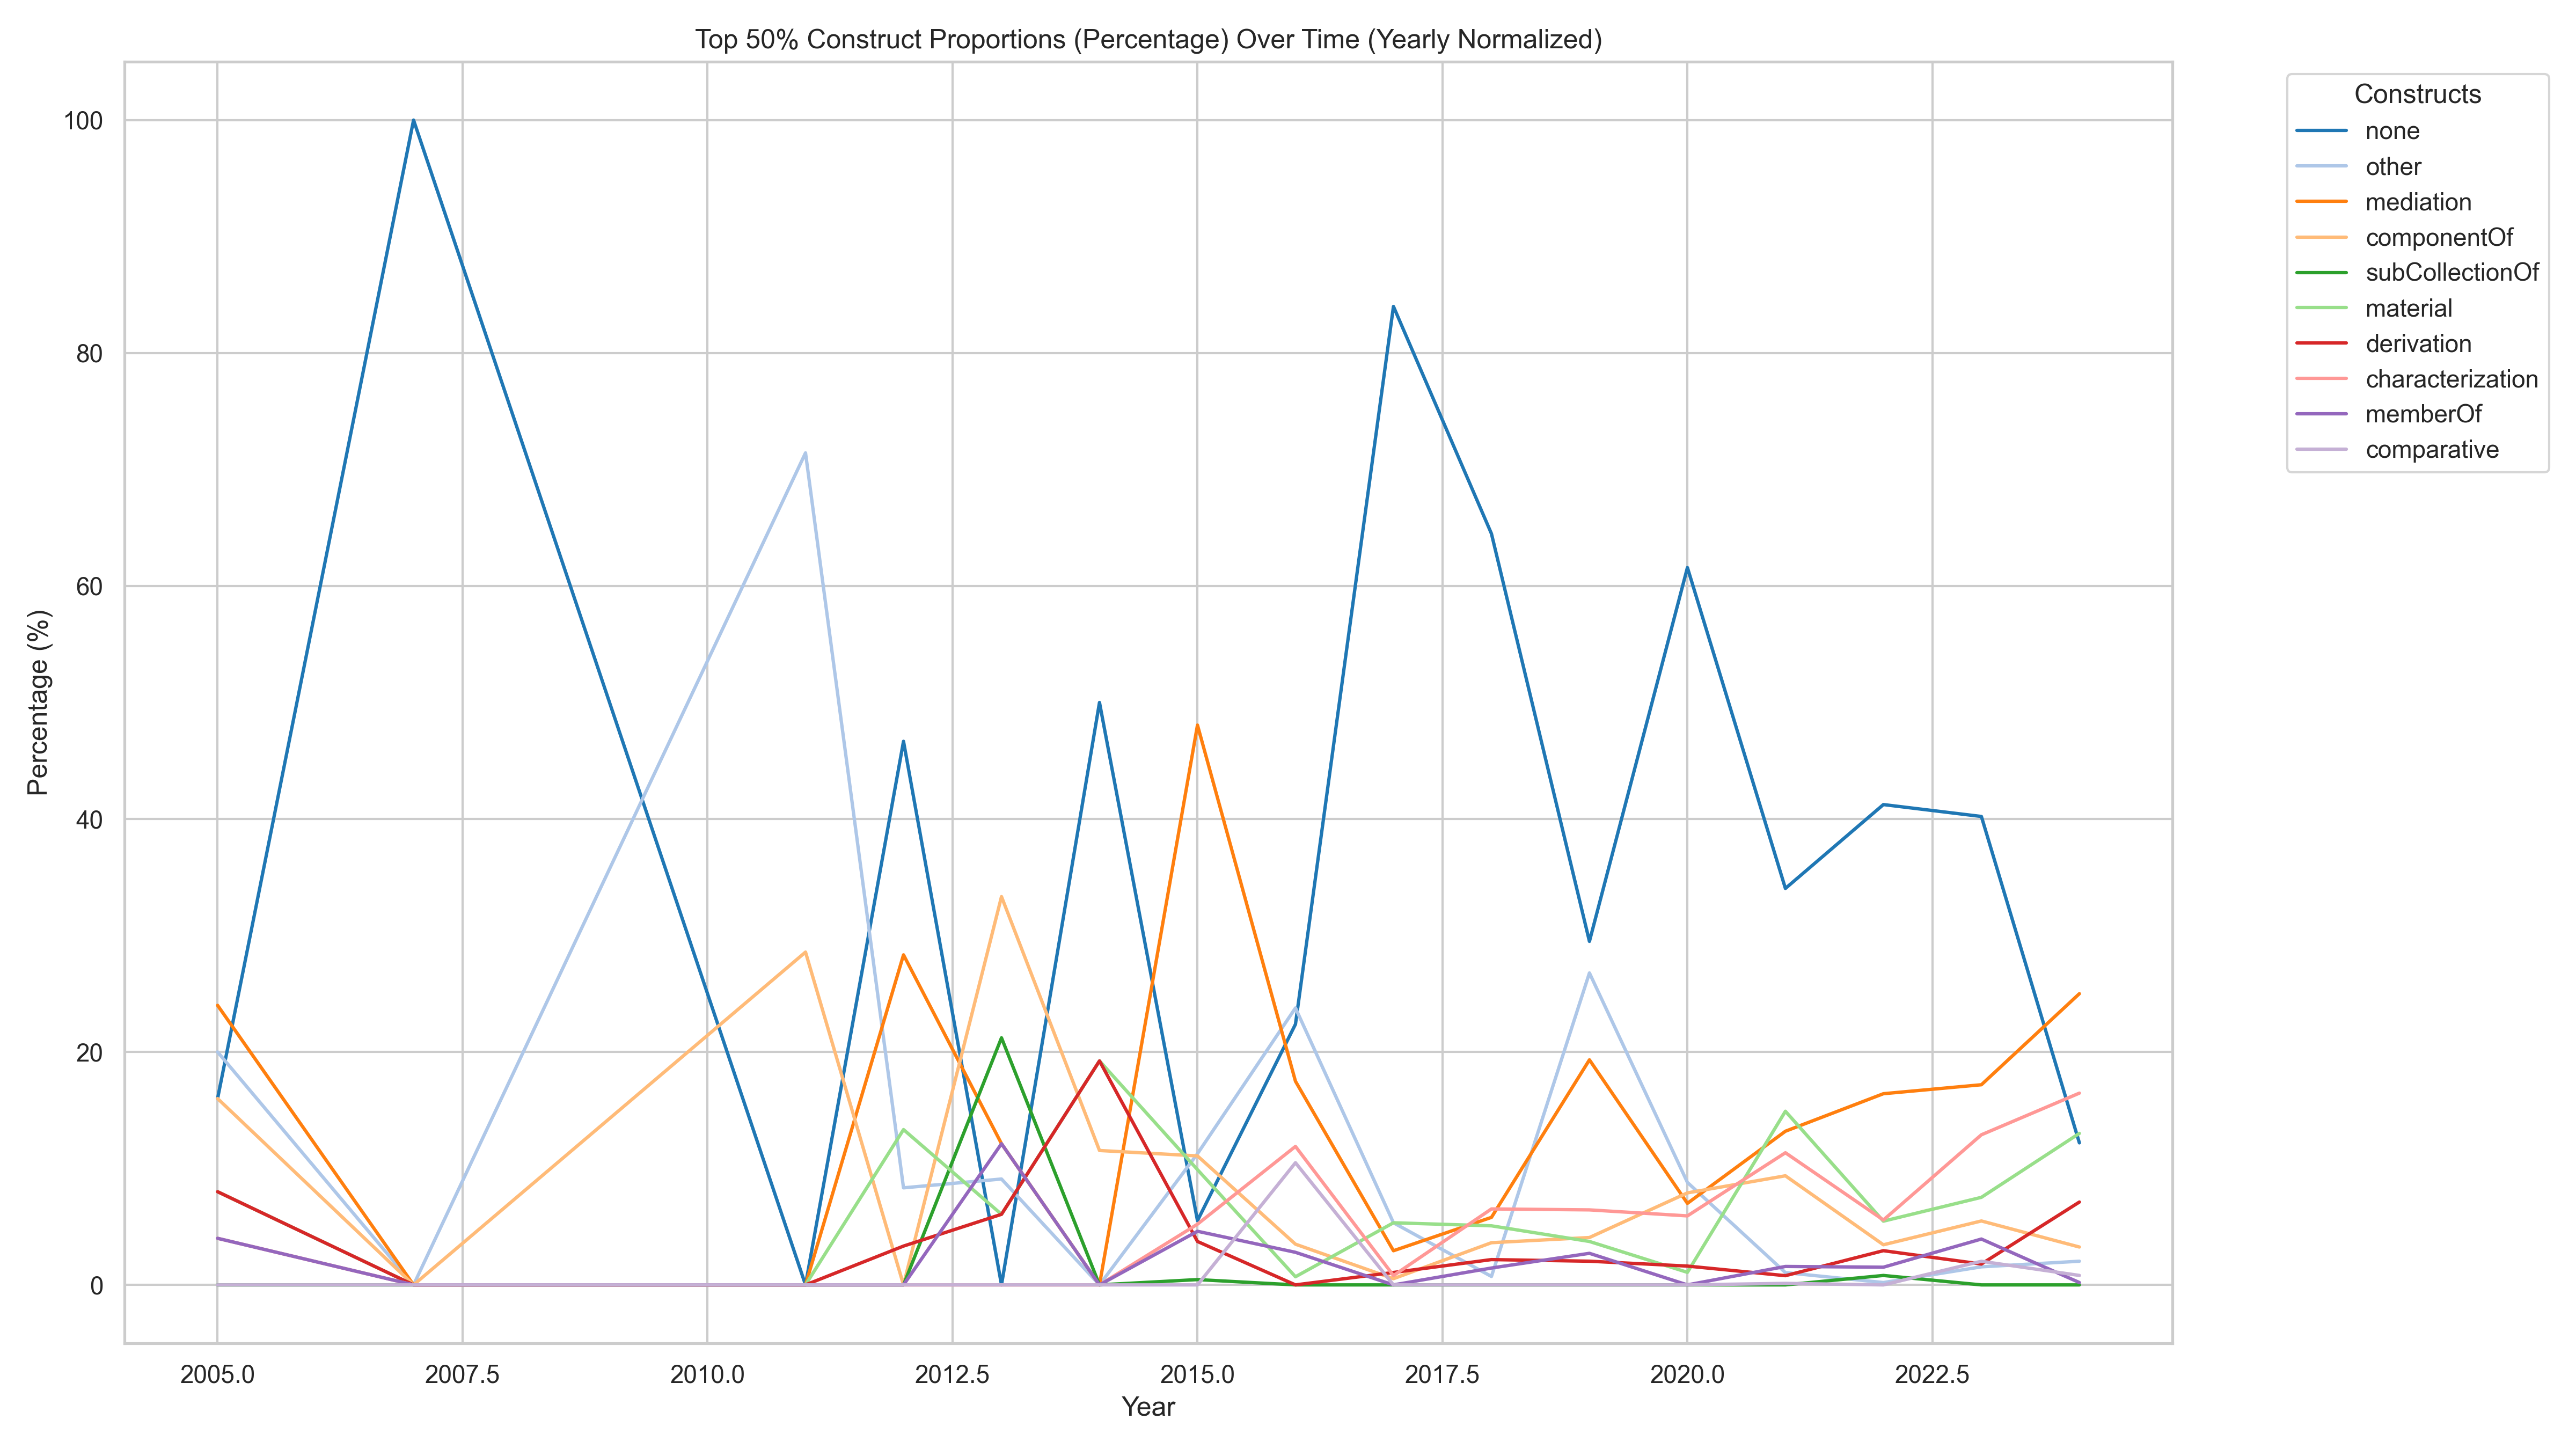 Top 50% Construct Proportions (Percentage) Over Time (Yearly Normalized)
Constructs
none
other
mediation
componentOf
subCollectionOf
material
derivation
characterization
memberOf
comparative
Percentage (%)
100
80
60
40
20
0
2005.0 2007.5 2010.0 2012.5 2015.0 2017.5 2020.0 2022.5
Year